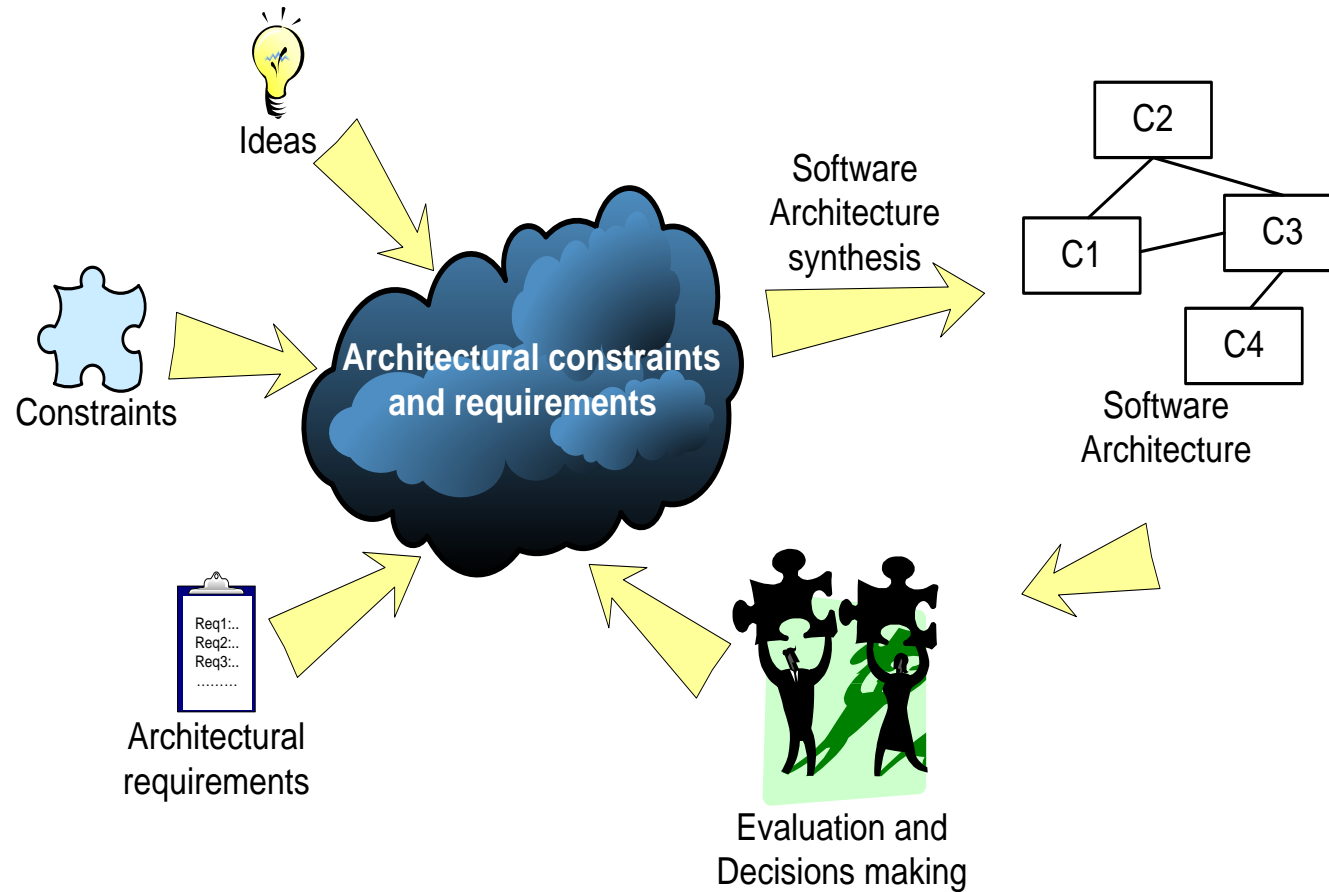 Ideas
Constraints
Architectural constraints
and requirements
Req1:..
Req2:..
Req3:..
.........
Architectural
requirements
Software
Architecture
synthesis
C2
C3
C1
C4
Software
Architecture
Evaluation and
Decisions making